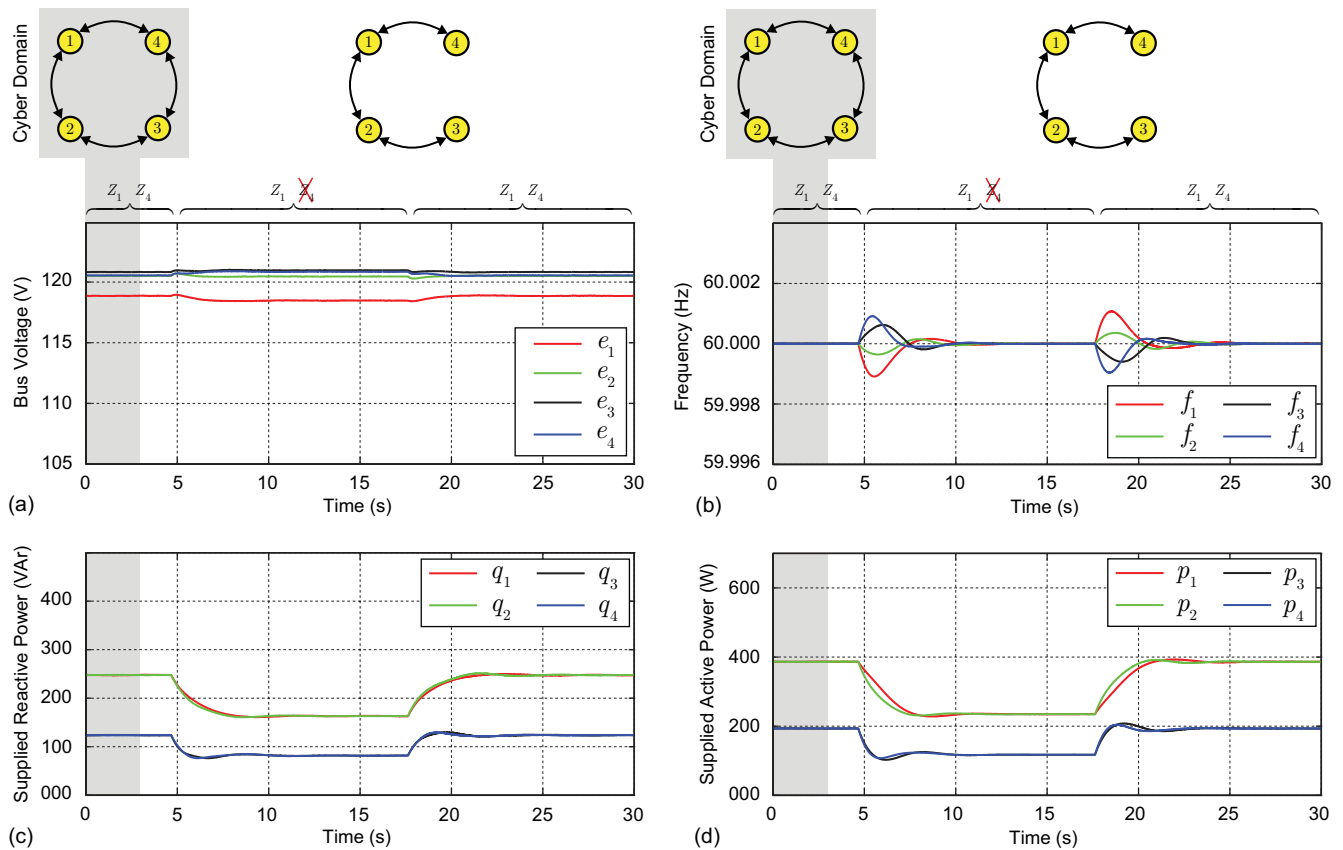 Cyber Domain
1 4
2 3
1 4
2 3
Z1 Z4
Z1 Z4
Z1 Z4
Bus Voltage (V)
120
115
110
105
e1
e2
e3
e4
0 5 10 15 20 25 30
Time (s)
(a)
Cyber Domain
1 4
2 3
1 4
2 3
Z1 Z4
Z1 Z4
Z1 Z4
Frequency (Hz)
60.002
60.000
59.998
59.996
f1 f3
f2 f4
0 5 10 15 20 25 30
Time (s)
(b)
Supplied Reactive Power (VAr)
400
300
200
100
000
q1 q3
q2 q4
0 5 10 15 20 25 30
Time (s)
(c)
Supplied Active Power (W)
600
400
200
000
p1 p3
p2 p4
0 5 10 15 20 25 30
Time (s)
(d)